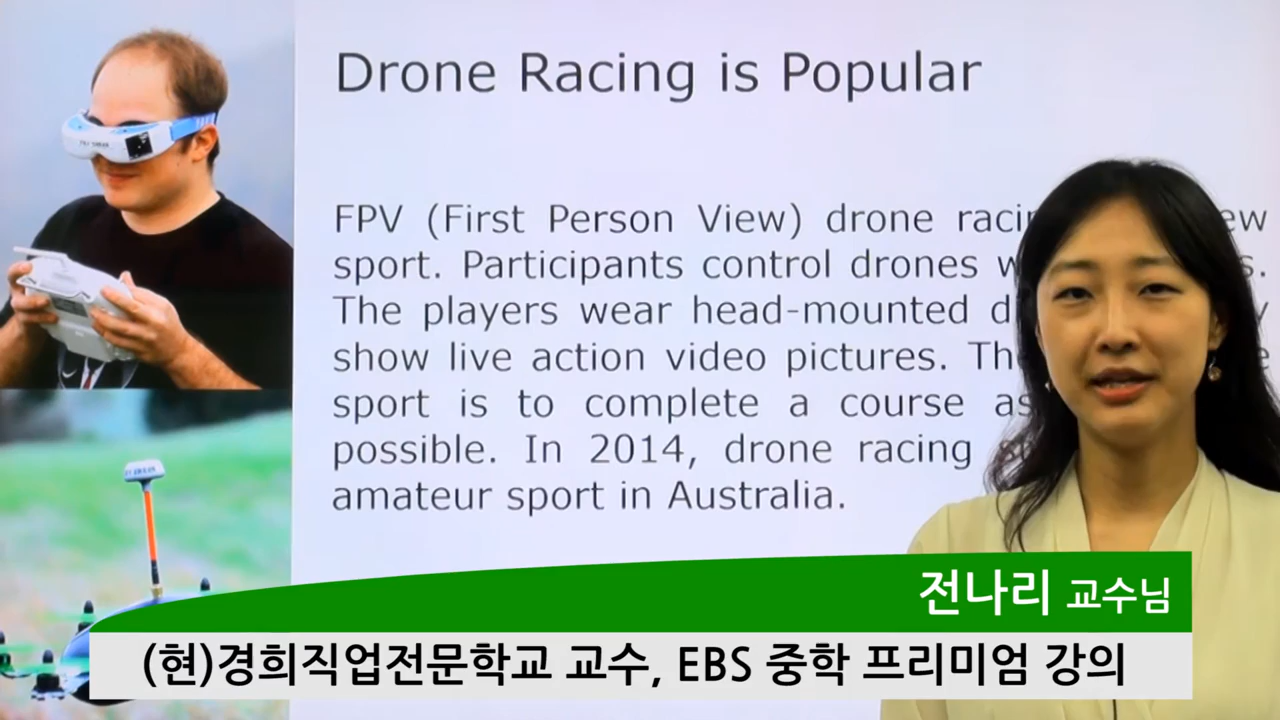 Drone Racing is Popular
FPV (First Person View) drone
sport. Participants control drones
The players wear head-mounted
show live action video pictures.
sport is to complete a course
possible. In 2014, drone racing
amateur sport in Australia.
전나리 교수님
(현)경희직업전문학교 교수, EBS 중학 프리미엄 강의